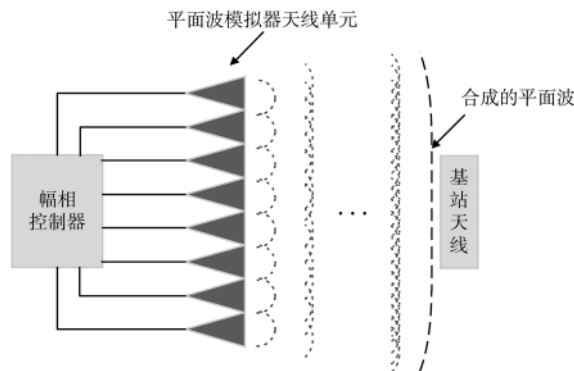 平面波模拟器天线单元
合成的平面波
幅相
控制器
...
基
站
天
线